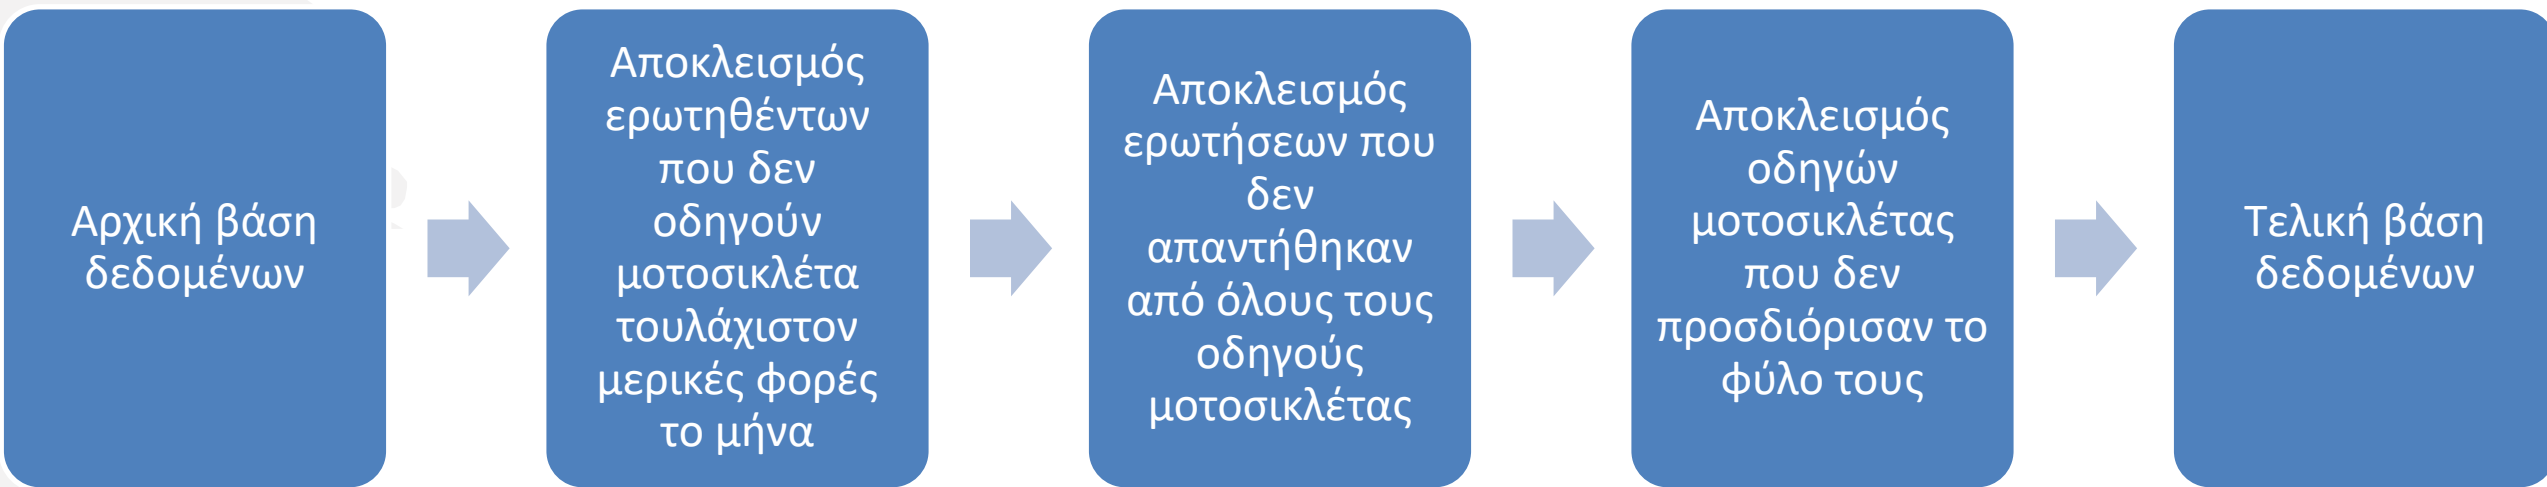 Αρχική βάση
δεδομένων
Αποκλεισμός
ερωτηθέντων
που δεν
οδηγούν
μοτοσικλέτα
τουλάχιστον
μερικές φορές
το μήνα
Αποκλεισμός
ερωτήσεων που
δεν
απαντήθηκαν
από όλους τους
οδηγούς
μοτοσικλέτας
Αποκλεισμός
οδηγών
μοτοσικλέτας
που δεν
προσδιόρισαν το
φύλο τους
Τελική βάση
δεδομένων